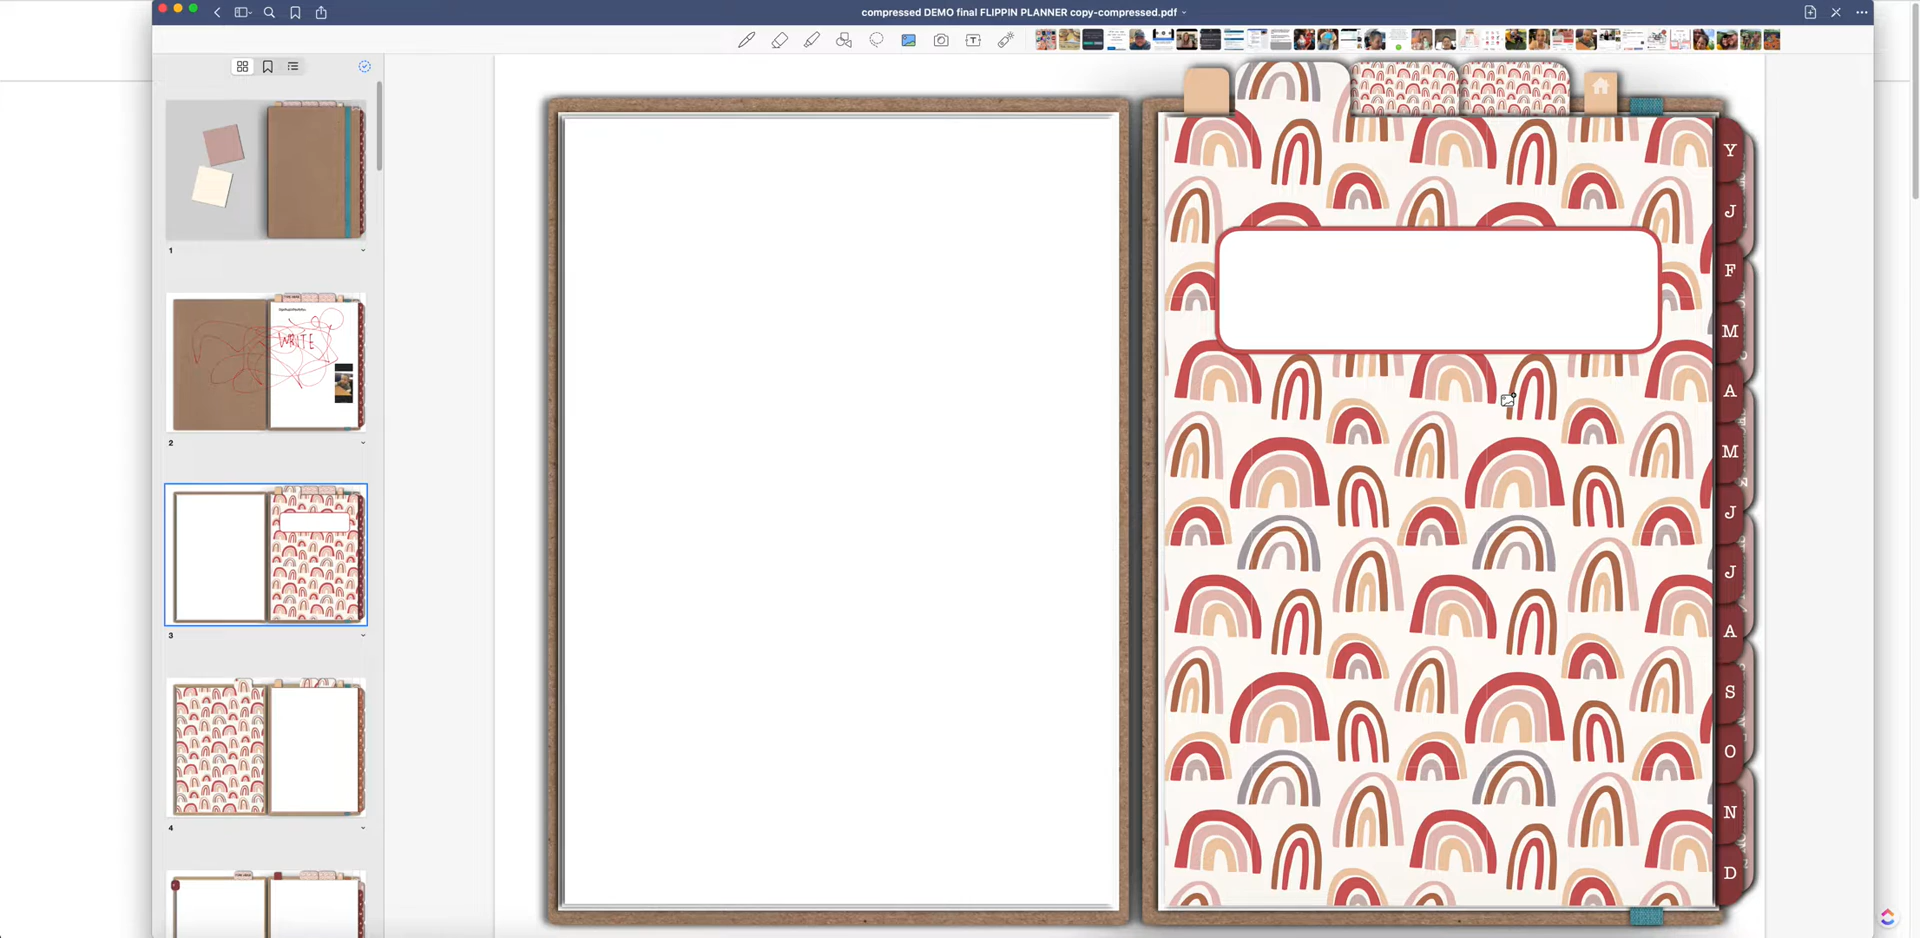 compressed DEMO final FLIPPIN PLANNER copy-compressed.pdf
1
WRITE
2
3
4
Y
J
F
M
A
M
J
J
A
S
O
N
D